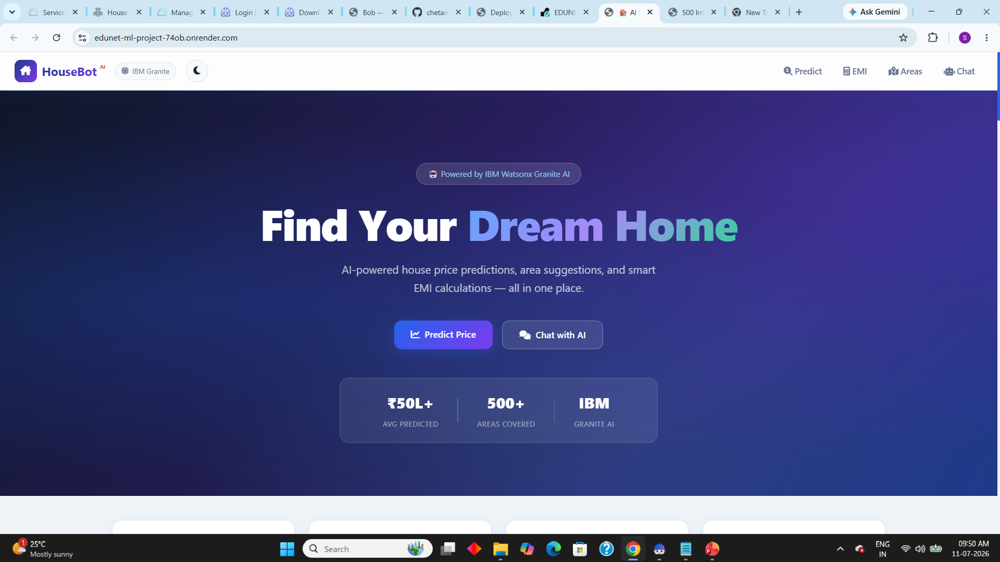 Service
House
Manag
Login |
Downl
Bob —
chetan
Deploy
EDUNE
AI
500 Int
New Ta
Ask Gemini
edunet-ml-project-74ob.onrender.com
S
HouseBot AI
IBM Granite
Predict
EMI
Areas
Chat
Powered by IBM Watsonx Granite AI
Find Your Dream Home
AI-powered house price predictions, area suggestions, and smart
EMI calculations — all in one place.
Predict Price
Chat with AI
₹50L+
AVG PREDICTED
500+
AREAS COVERED
IBM
GRANITE AI
1
25°C
Mostly sunny
Search
ENG
IN
09:50 AM
11-07-2026